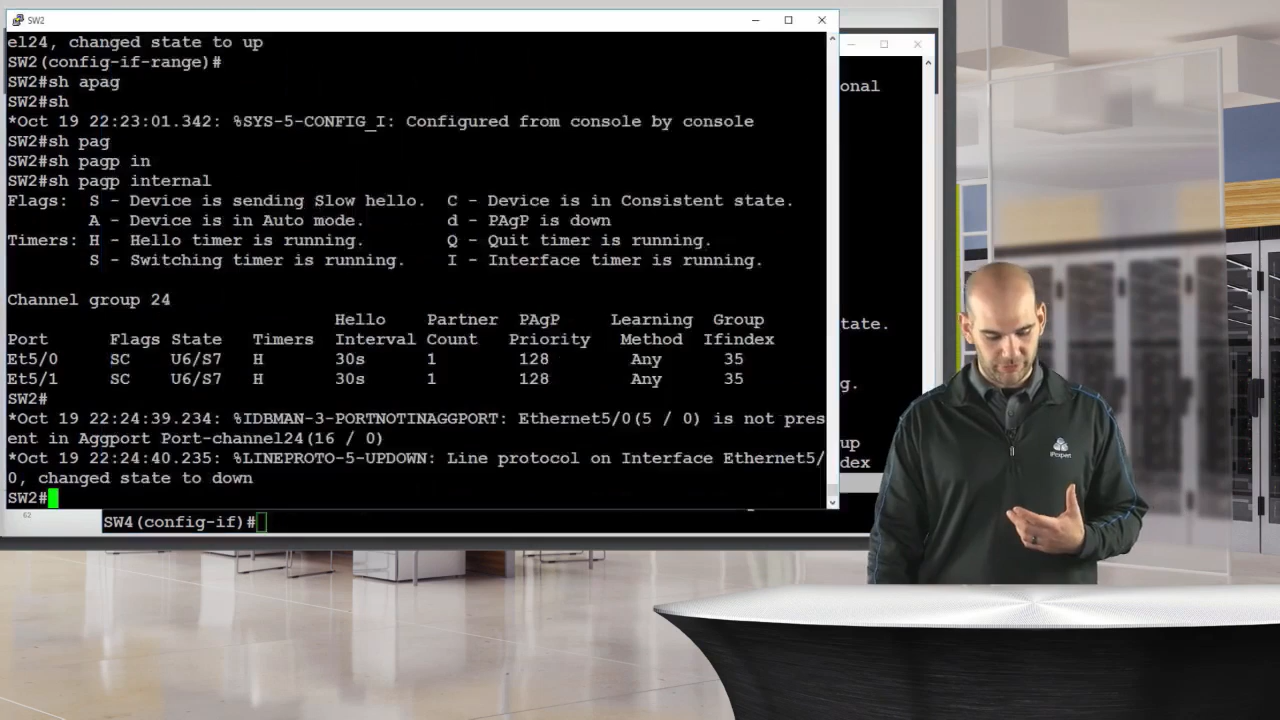 SW2
el24, changed state to up
SW2(config-if-range)#
SW2#sh apag
SW2#sh
*Oct 19 22:23:01.342: %SYS-5-CONFIG_I: Configured from console by console
SW2#sh pag
SW2#sh pagp in
SW2#sh pagp internal
Flags:  S - Device is sending Slow hello.  C - Device is in Consistent state.
A - Device is in Auto mode.        d - PAgP is down
Timers: H - Hello timer is running.        Q - Quit timer is running.
S - Switching timer is running.    I - Interface timer is running.
Channel group 24
Hello    Partner  PAgP     Learning  Group
Port      Flags State   Timers  Interval Count   Priority   Method  Ifindex
Et5/0     SC    U6/S7   H       30s      1        128        Any      35
Et5/1     SC    U6/S7   H       30s      1        128        Any      35
SW2#
*Oct 19 22:24:39.234: %IDBMAN-3-PORTNOTINAGGPORT: Ethernet5/0(5 / 0) is not pres
ent in Aggport Port-channel24(16 / 0)
*Oct 19 22:24:40.235: %LINEPROTO-5-UPDOWN: Line protocol on Interface Ethernet5/
0, changed state to down
SW2#
onal
tate.
g.
up
dex
62
SW4(config-if)#
IPexpert